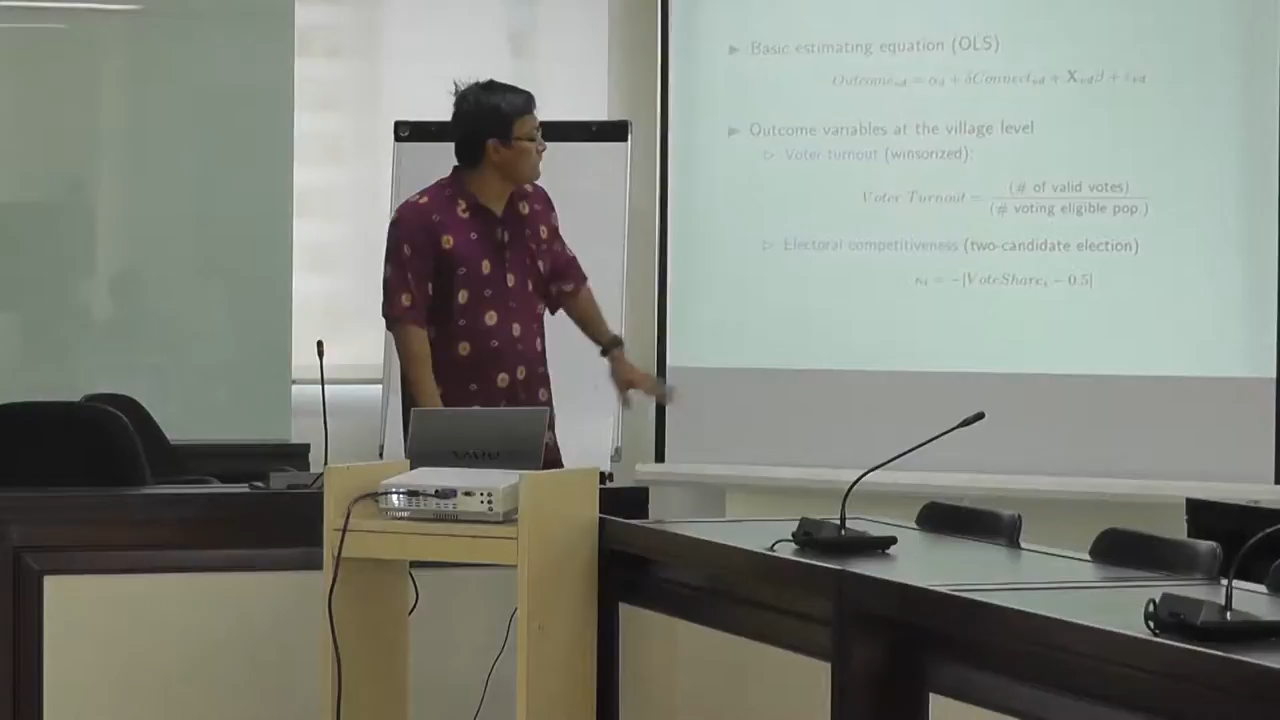 ► Basic estimating equation (OLS)
Outcome_vd = α_d + δConnect_vd + X_vdβ + ε_vd
► Outcome variables at the village level
▷ Voter turnout (winsorized):
Voter Turnout = (# of valid votes) / (# voting eligible pop.)
▷ Electoral competitiveness (two-candidate election)
κ_i = −|VoteShare_i − 0.5|
VAIO